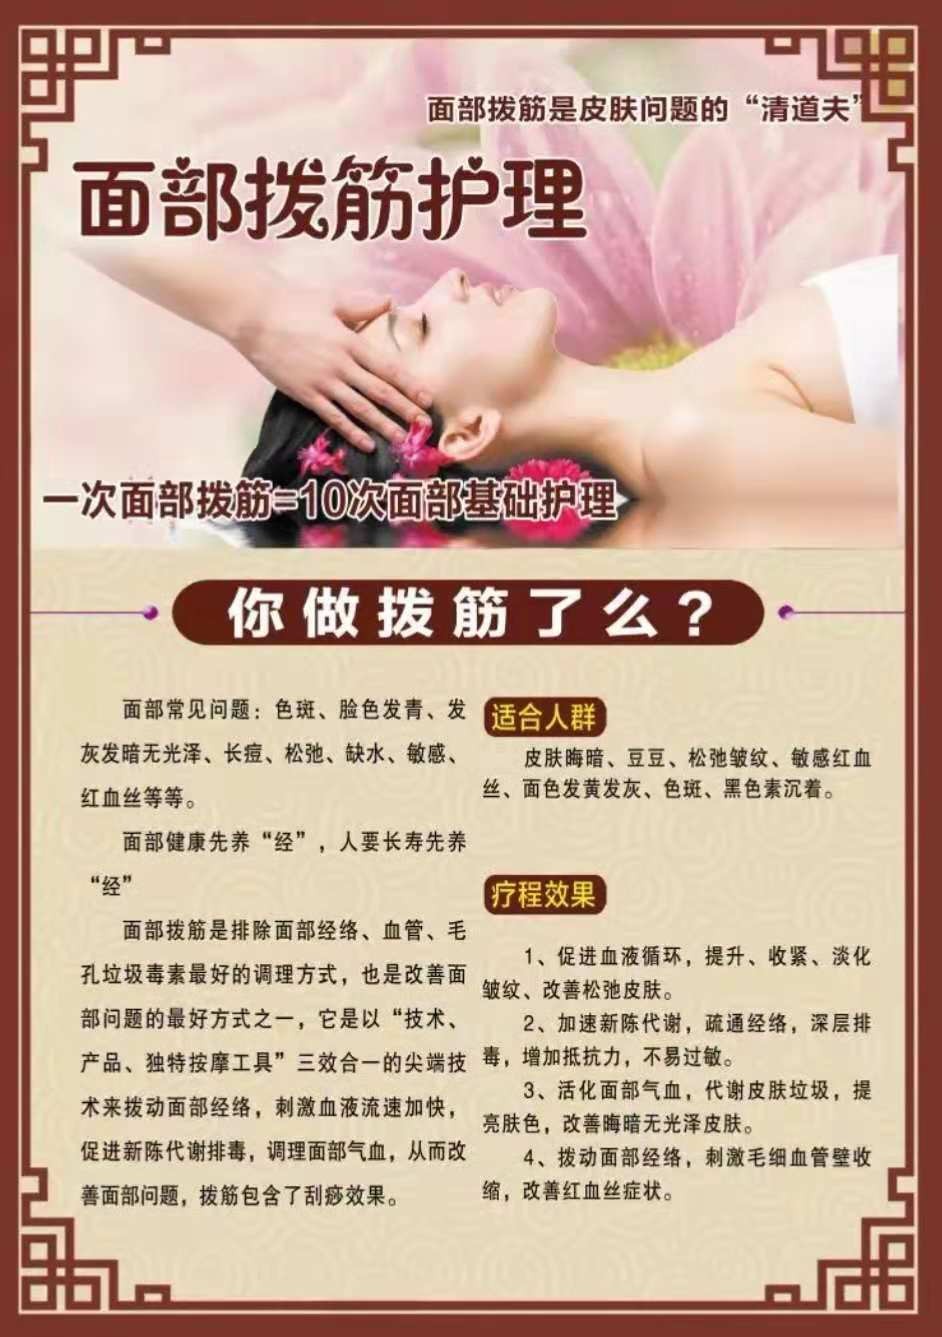 面部拨筋是皮肤问题的“清道夫”
面部拨筋护理
一次面部拨筋=10次面部基础护理
你做拨筋了么？
面部常见问题：色斑、脸色发青、发
灰发暗无光泽、长痘、松弛、缺水、敏感、
红血丝等等。
面部健康先养“经”，人要长寿先养
“经”
面部拨筋是排除面部经络、血管、毛
孔垃圾毒素最好的调理方式，也是改善面
部问题的最好方式之一，它是以“技术、
产品、独特按摩工具”三效合一的尖端技
术来拨动面部经络，刺激血液流速加快，
促进新陈代谢排毒，调理面部气血，从而改
善面部问题，拨筋包含了刮痧效果。
适合人群
皮肤晦暗、豆豆、松弛皱纹、敏感红血
丝、面色发黄发灰、色斑、黑色素沉着。
疗程效果
1、促进血液循环，提升、收紧、淡化
皱纹、改善松弛皮肤。
2、加速新陈代谢，疏通经络，深层排
毒，增加抵抗力，不易过敏。
3、活化面部气血，代谢皮肤垃圾，提
亮肤色，改善晦暗无光泽皮肤。
4、拨动面部经络，刺激毛细血管壁收
缩，改善红血丝症状。